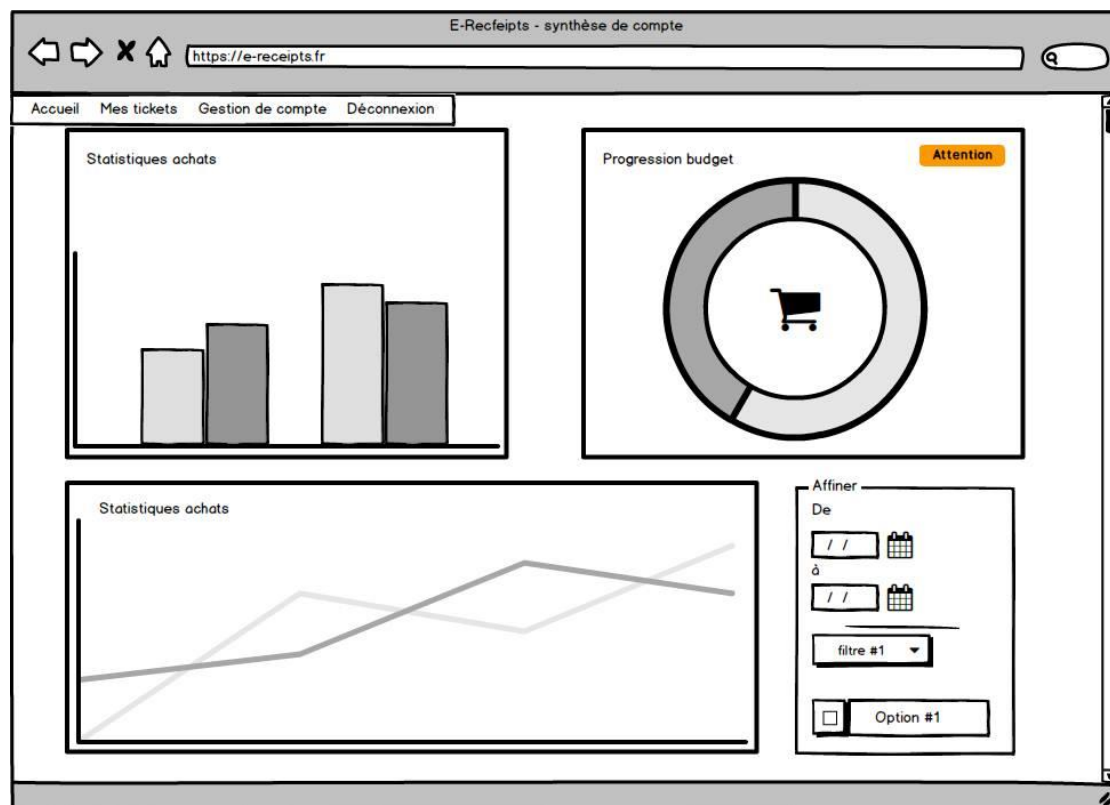 E-Recfeipts - synthèse de compte
https://e-receipts.fr
Accueil Mes tickets Gestion de compte Déconnexion
Statistiques achats
Progression budget
Attention
Statistiques achats
Affiner
De
/ /
à
/ /
filtre #1
Option #1